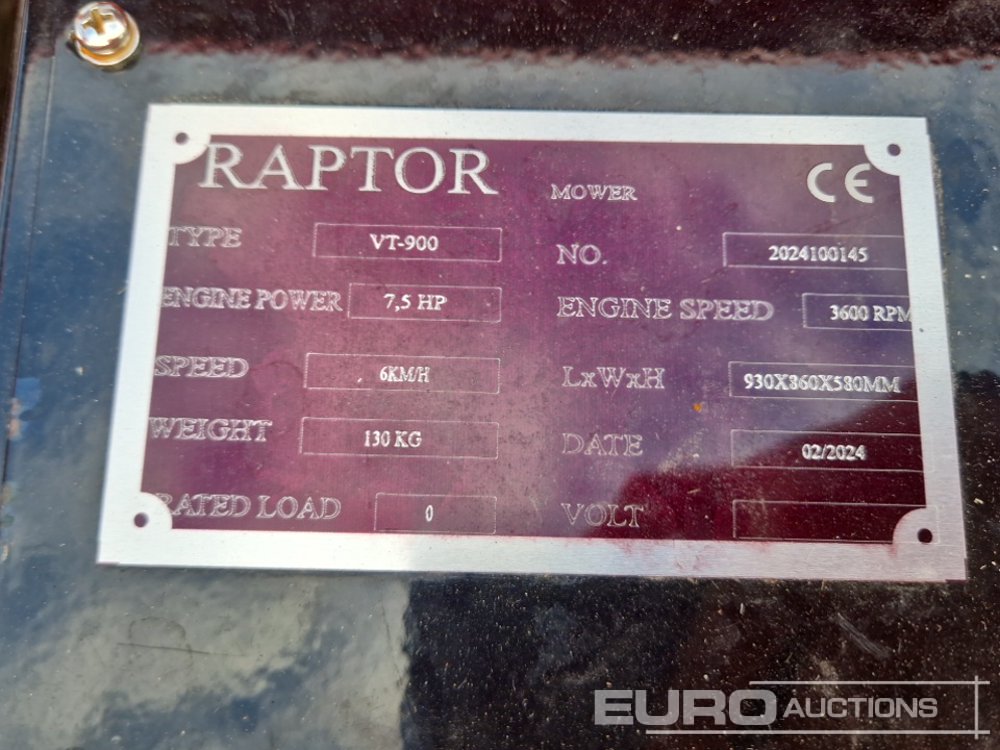 RAPTOR MOWER CE
TYPE VT-900 NO. 2024100145
ENGINE POWER 7,5 HP ENGINE SPEED 3600 RPM
SPEED 6KM/H LxWxH 930X860X580MM
WEIGHT 130 KG DATE 02/2024
RATED LOAD 0 VOLT
EURO AUCTIONS